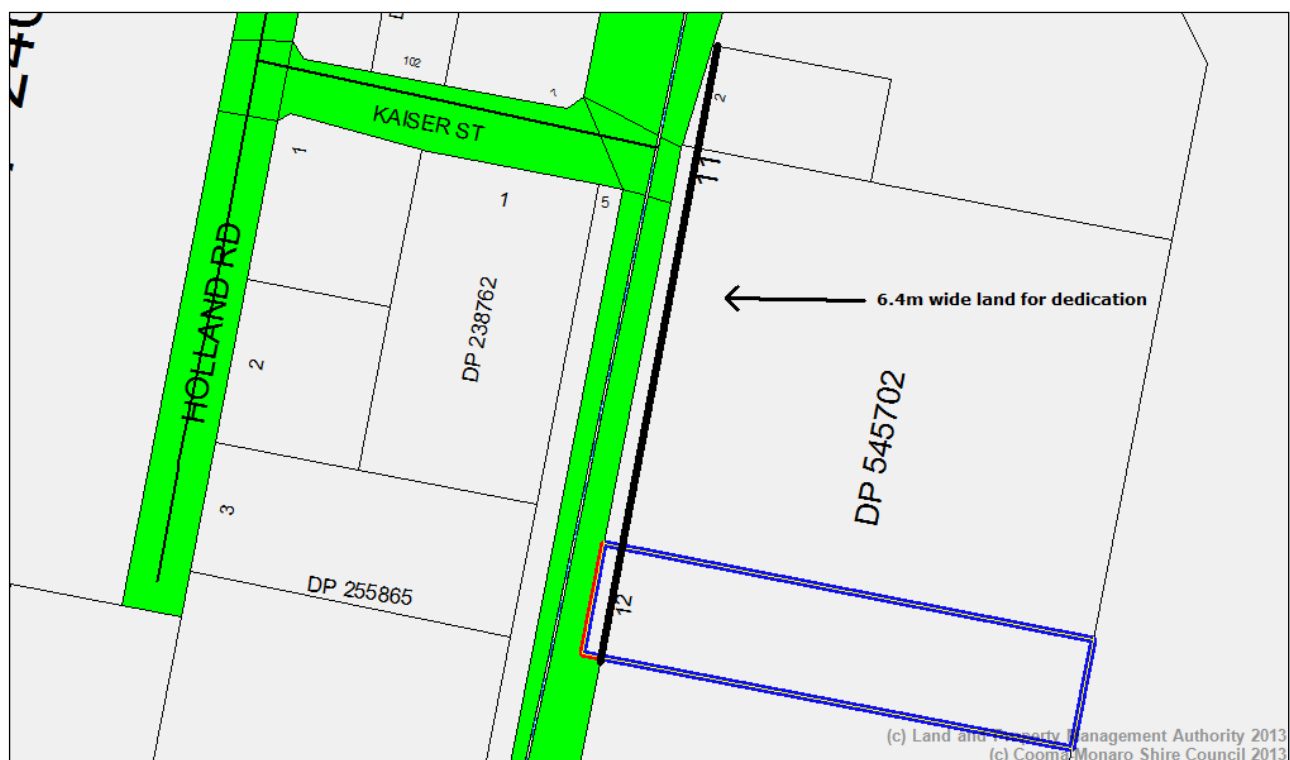 240
102
2
KAISER ST
1
11
1
5
HOLLAND RD
DP 238762
6.4m wide land for dedication
2
DP 545702
3
DP 255865
12
(c) Land and Property Management Authority 2013
(c) Cooma-Monaro Shire Council 2013